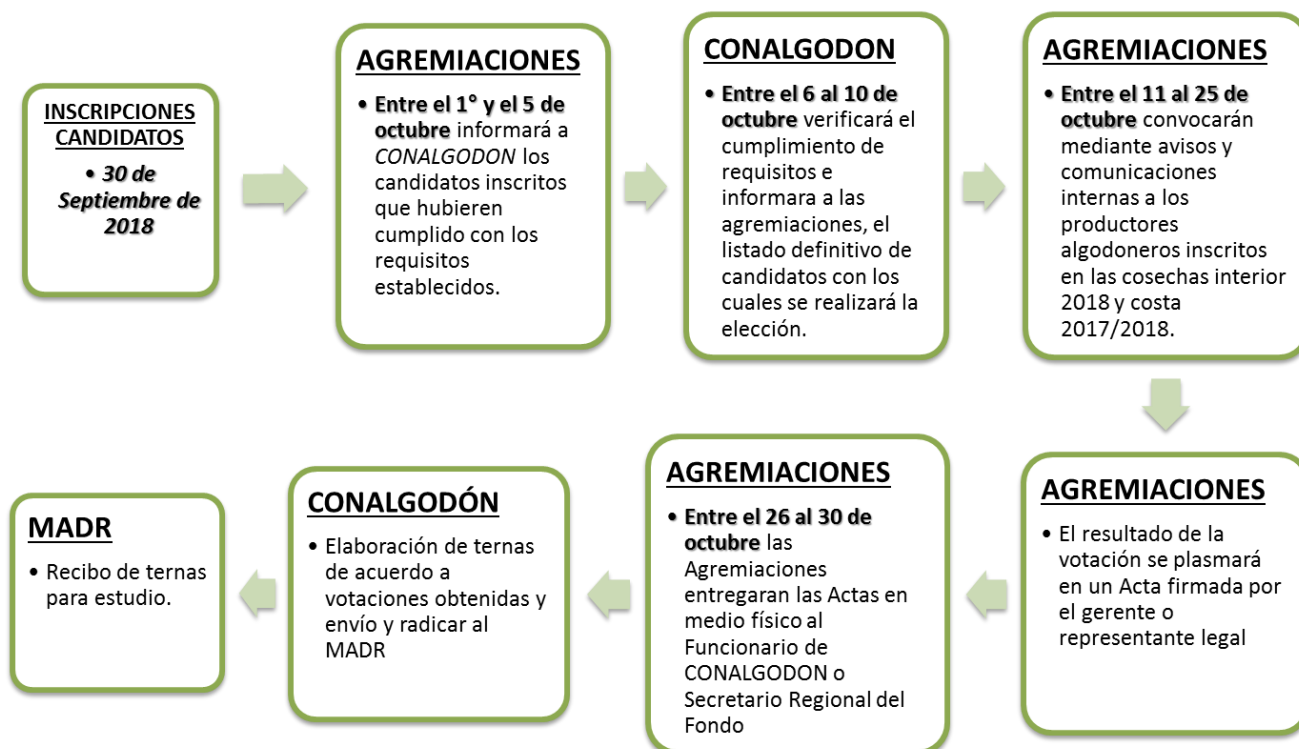 INSCRIPCIONES
CANDIDATOS
• 30 de
Septiembre de
2018
AGREMIACIONES
• Entre el 1° y el 5 de
octubre informará a
CONALGODON los
candidatos inscritos
que hubieren
cumplido con los
requisitos
establecidos.
CONALGODON
• Entre el 6 al 10 de
octubre verificará el
cumplimiento de
requisitos e
informara a las
agremiaciones, el
listado definitivo de
candidatos con los
cuales se realizará la
elección.
AGREMIACIONES
• Entre el 11 al 25 de
octubre convocarán
mediante avisos y
comunicaciones
internas a los
productores
algodoneros inscritos
en las cosechas interior
2018 y costa
2017/2018.
AGREMIACIONES
• El resultado de la
votación se plasmará
en un Acta firmada por
el gerente o
representante legal
AGREMIACIONES
• Entre el 26 al 30 de
octubre las
Agremiaciones
entregaran las Actas en
medio físico al
Funcionario de
CONALGODON o
Secretario Regional del
Fondo
CONALGODÓN
• Elaboración de ternas
de acuerdo a
votaciones obtenidas y
envío y radicar al
MADR
MADR
• Recibo de ternas
para estudio.